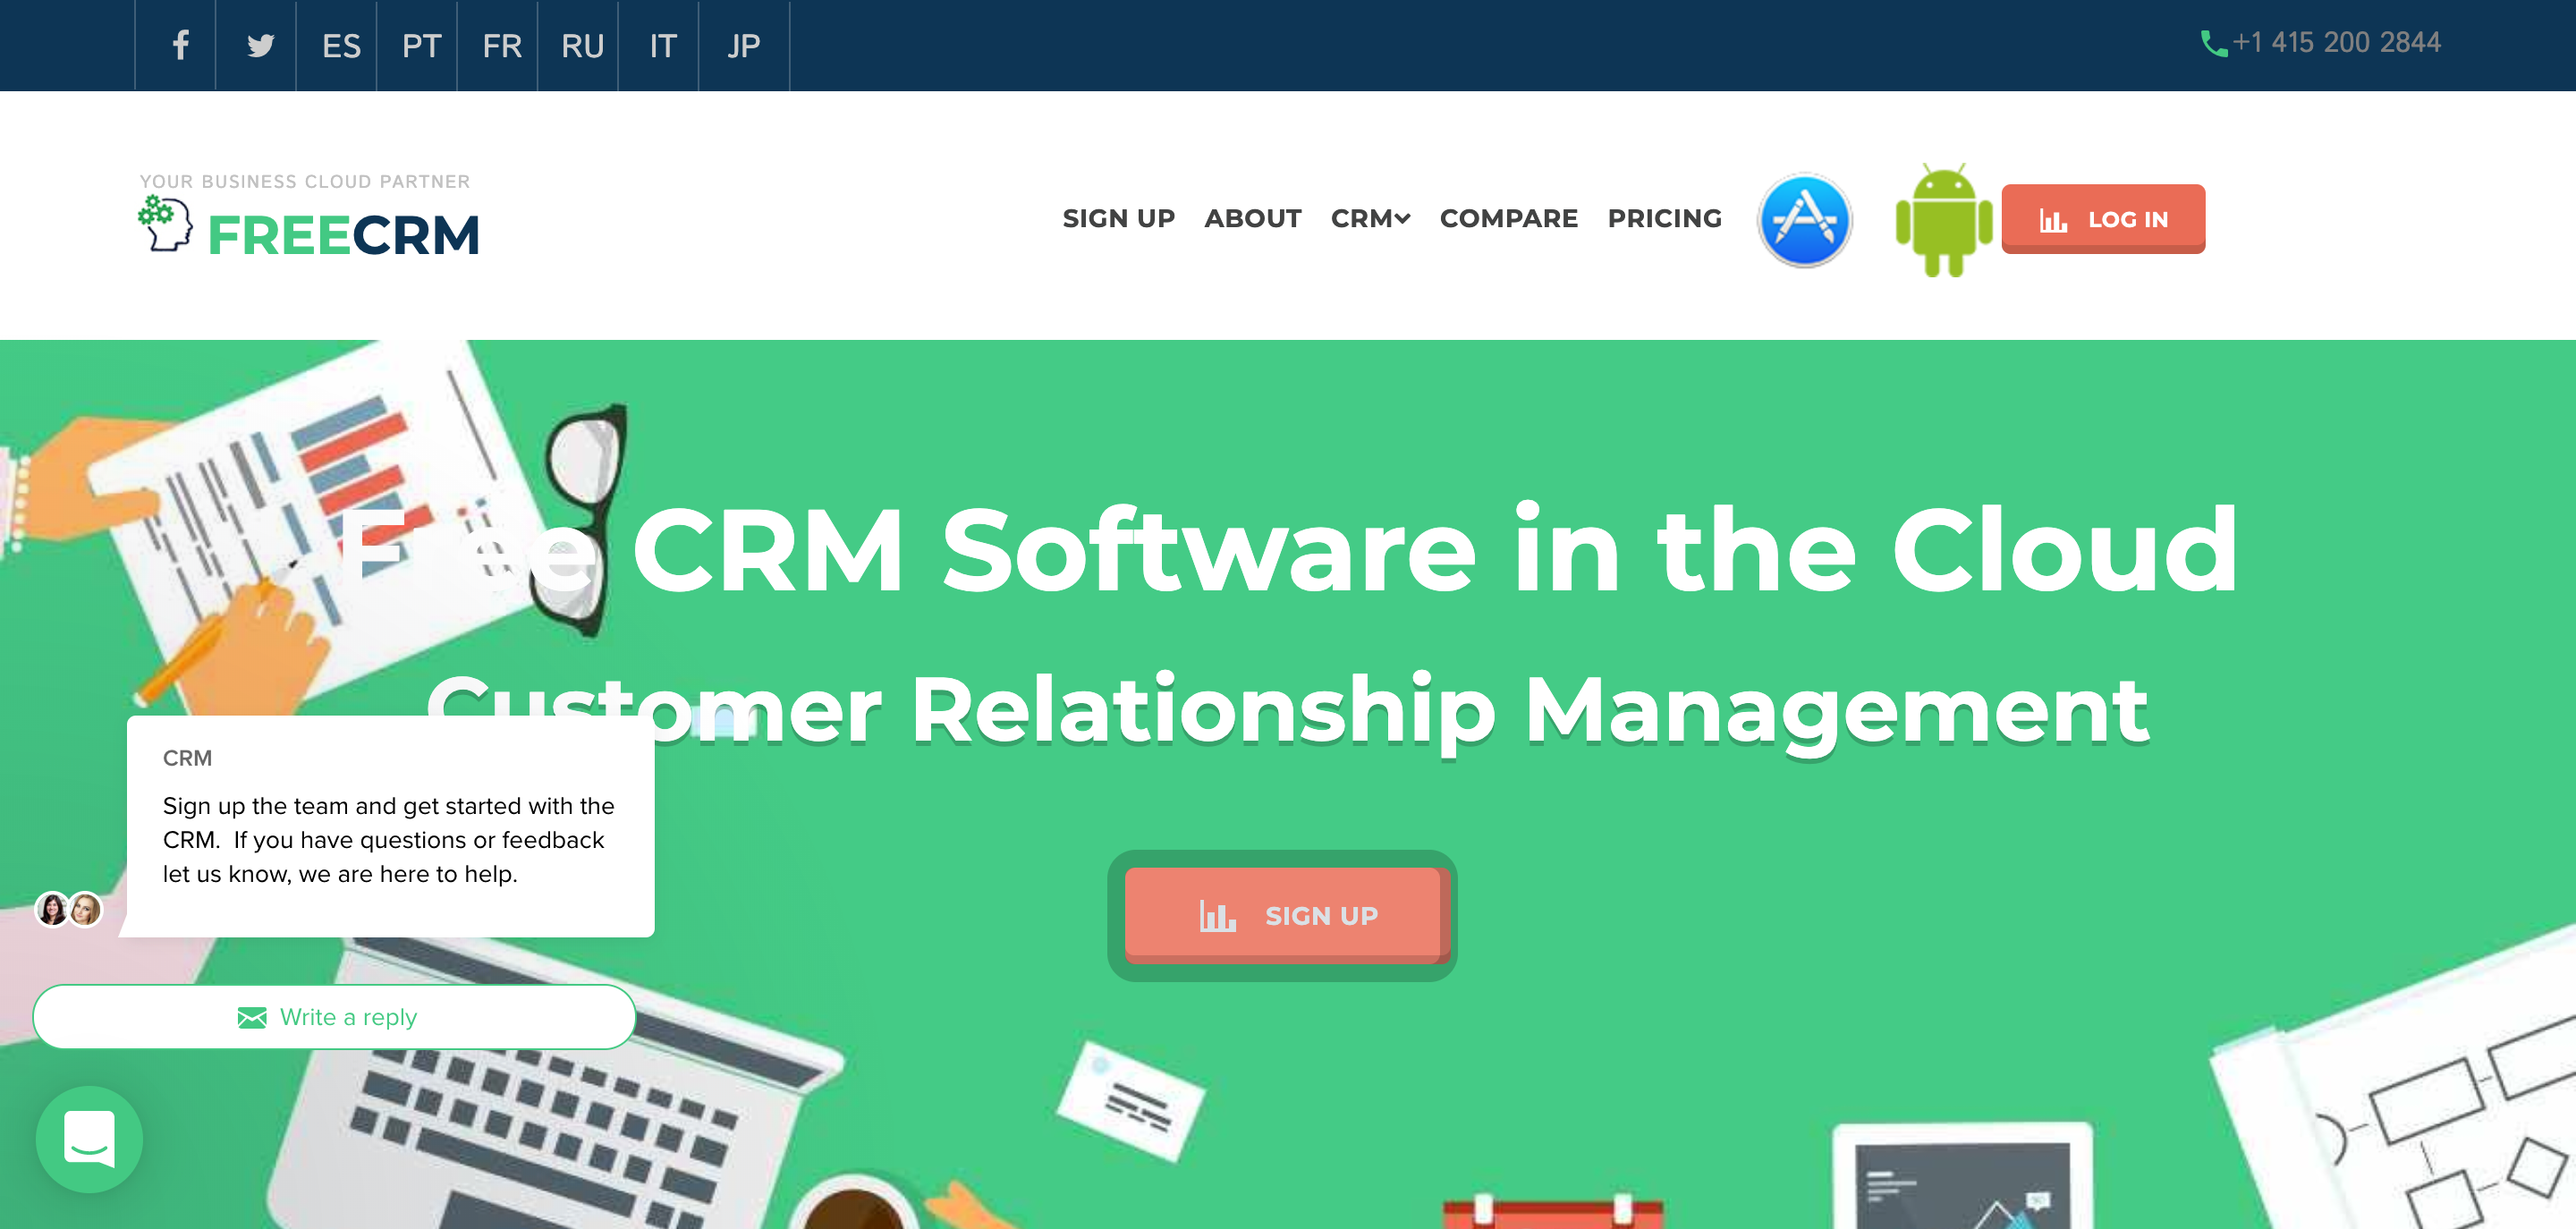 ES PT FR RU IT JP +1 415 200 2844
YOUR BUSINESS CLOUD PARTNER
FREECRM
SIGN UP ABOUT CRM COMPARE PRICING LOG IN
Free CRM Software in the Cloud
Customer Relationship Management
SIGN UP
CRM
Sign up the team and get started with the
CRM. If you have questions or feedback
let us know, we are here to help.
Write a reply